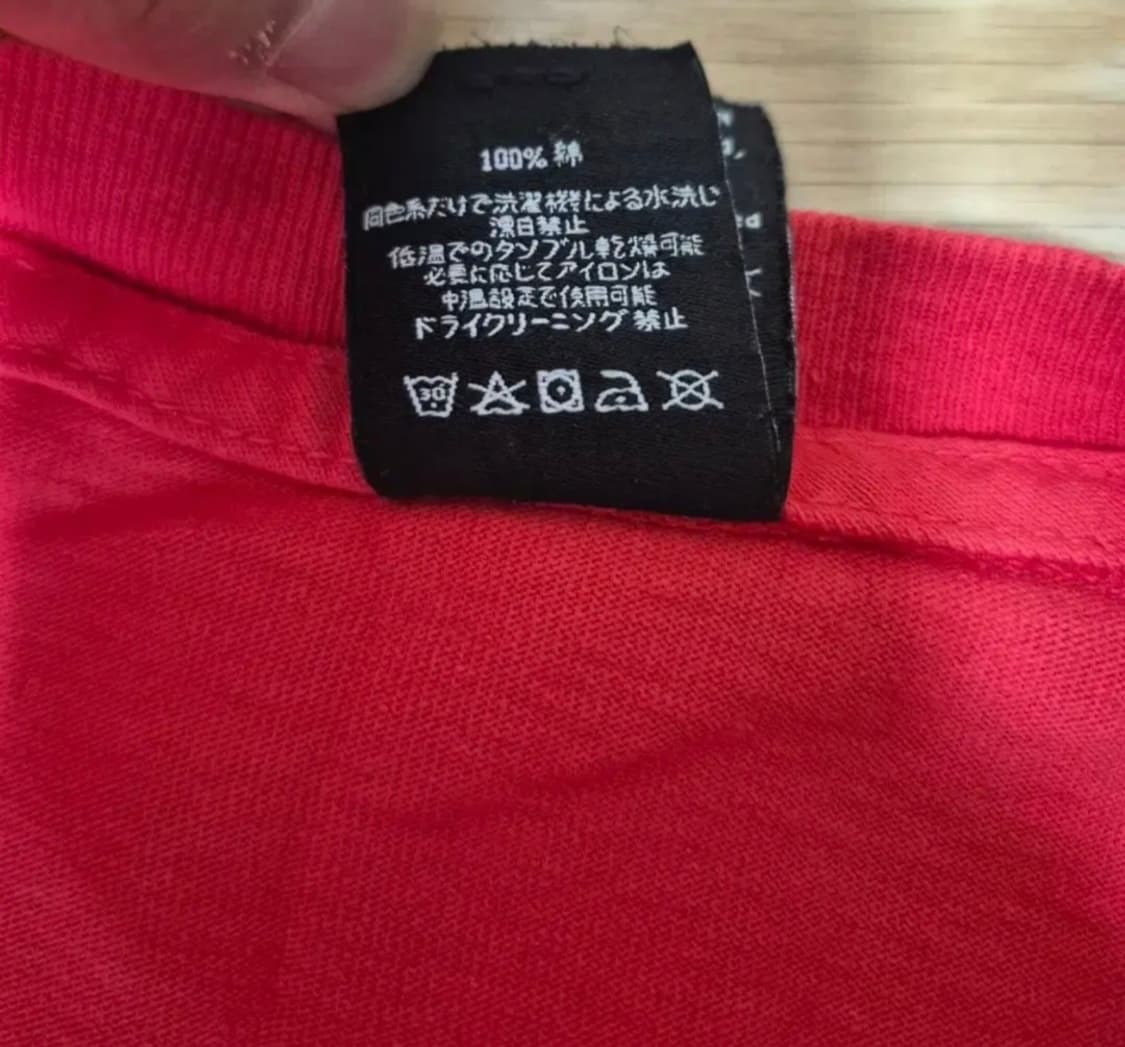 100% 綿
同色系だけで洗濯機による水洗い
漂白禁止
低温でのタンブル乾燥可能
必要に応じてアイロンは
中温設定で使用可能
ドライクリーニング禁止
30